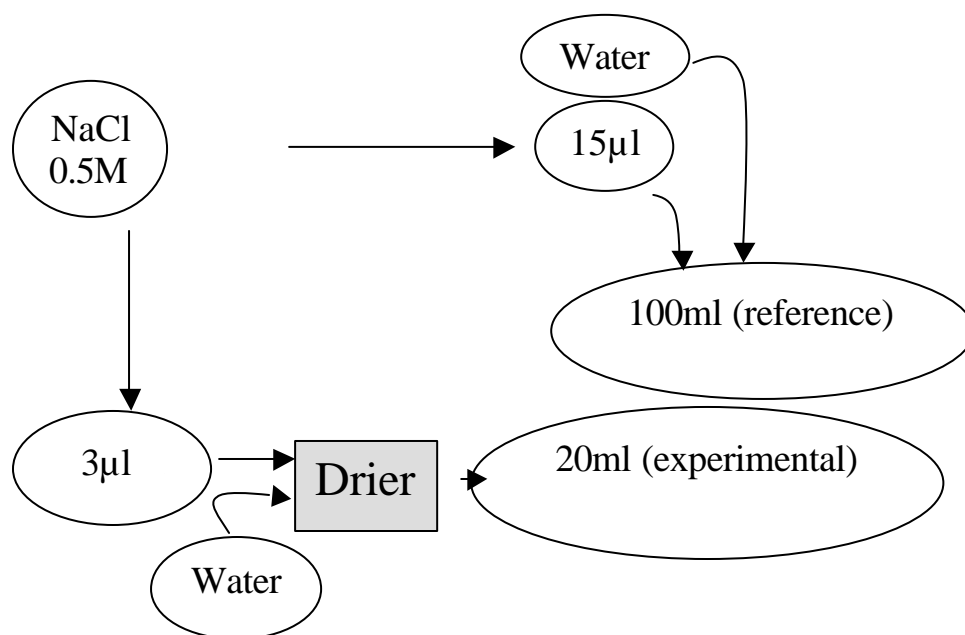 Water
NaCl
0.5M
15µl
100ml (reference)
3µl
Drier
20ml (experimental)
Water